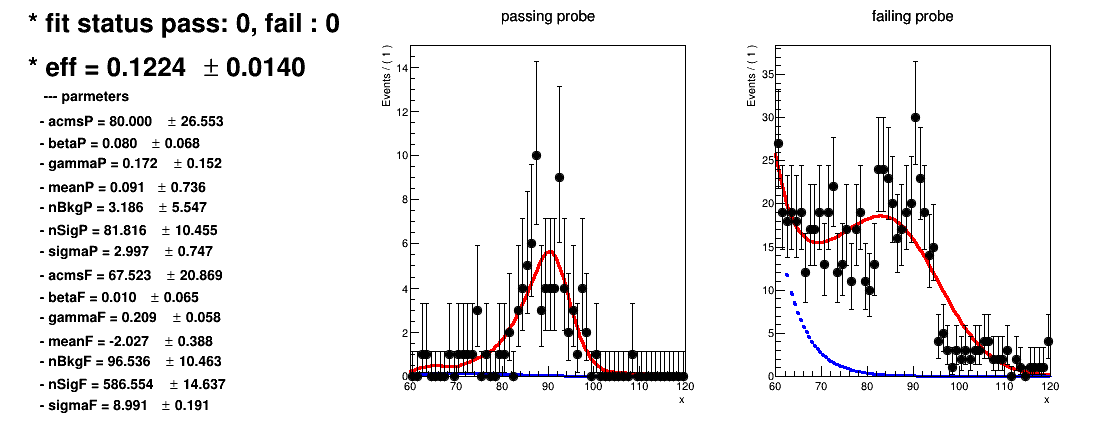 * fit status pass: 0, fail : 0
* eff = 0.1224 ± 0.0140
--- parmeters
- acmsP = 80.000 ± 26.553
- betaP = 0.080 ± 0.068
- gammaP = 0.172 ± 0.152
- meanP = 0.091 ± 0.736
- nBkgP = 3.186 ± 5.547
- nSigP = 81.816 ± 10.455
- sigmaP = 2.997 ± 0.747
- acmsF = 67.523 ± 20.869
- betaF = 0.010 ± 0.065
- gammaF = 0.209 ± 0.058
- meanF = -2.027 ± 0.388
- nBkgF = 96.536 ± 10.463
- nSigF = 586.554 ± 14.637
- sigmaF = 8.991 ± 0.191
passing probe
Events / ( 1 )
14
12
10
8
6
4
2
0
60 70 80 90 100 110 120
x
failing probe
Events / ( 1 )
35
30
25
20
15
10
5
0
60 70 80 90 100 110 120
x